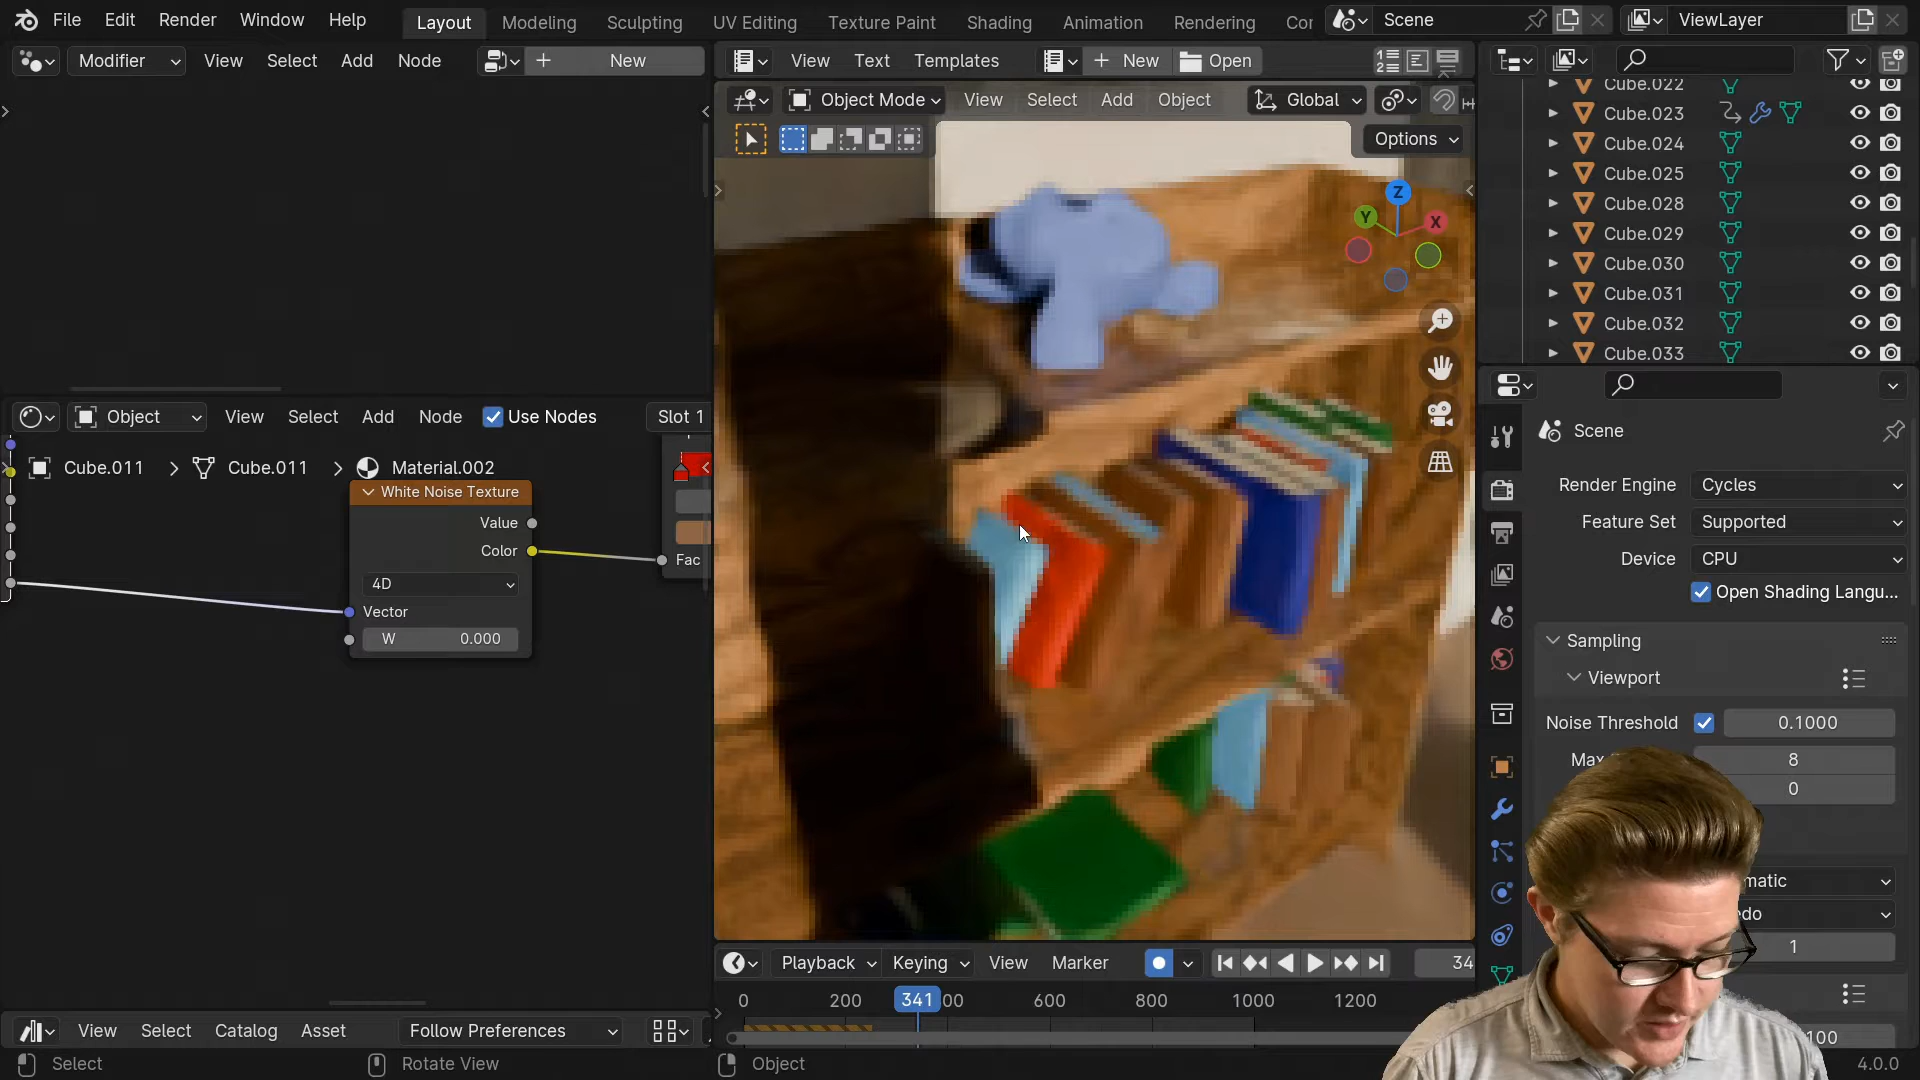 File Edit Render Window Help Layout Modeling Sculpting UV Editing Texture Paint Shading Animation Rendering Scene ViewLayer
Modifier View Select Add Node New
View Text Templates New Open
Object Mode View Select Add Object Global
Options
Z
Y
X
Cube.022
Cube.023
Cube.024
Cube.025
Cube.028
Cube.029
Cube.030
Cube.031
Cube.032
Cube.033
Object View Select Add Node Use Nodes Slot 1
Cube.011 > Cube.011 > Material.002
White Noise Texture
Value
Color
4D
Vector
W 0.000
Fac
Scene
Render Engine Cycles
Feature Set Supported
Device CPU
Open Shading Langu...
Sampling
Viewport
Noise Threshold 0.1000
Max 8
0
matic
1
100
Playback Keying View Marker 34
0 200 341 00 600 800 1000 1200
View Select Catalog Asset Follow Preferences
Select Rotate View Object 4.0.0